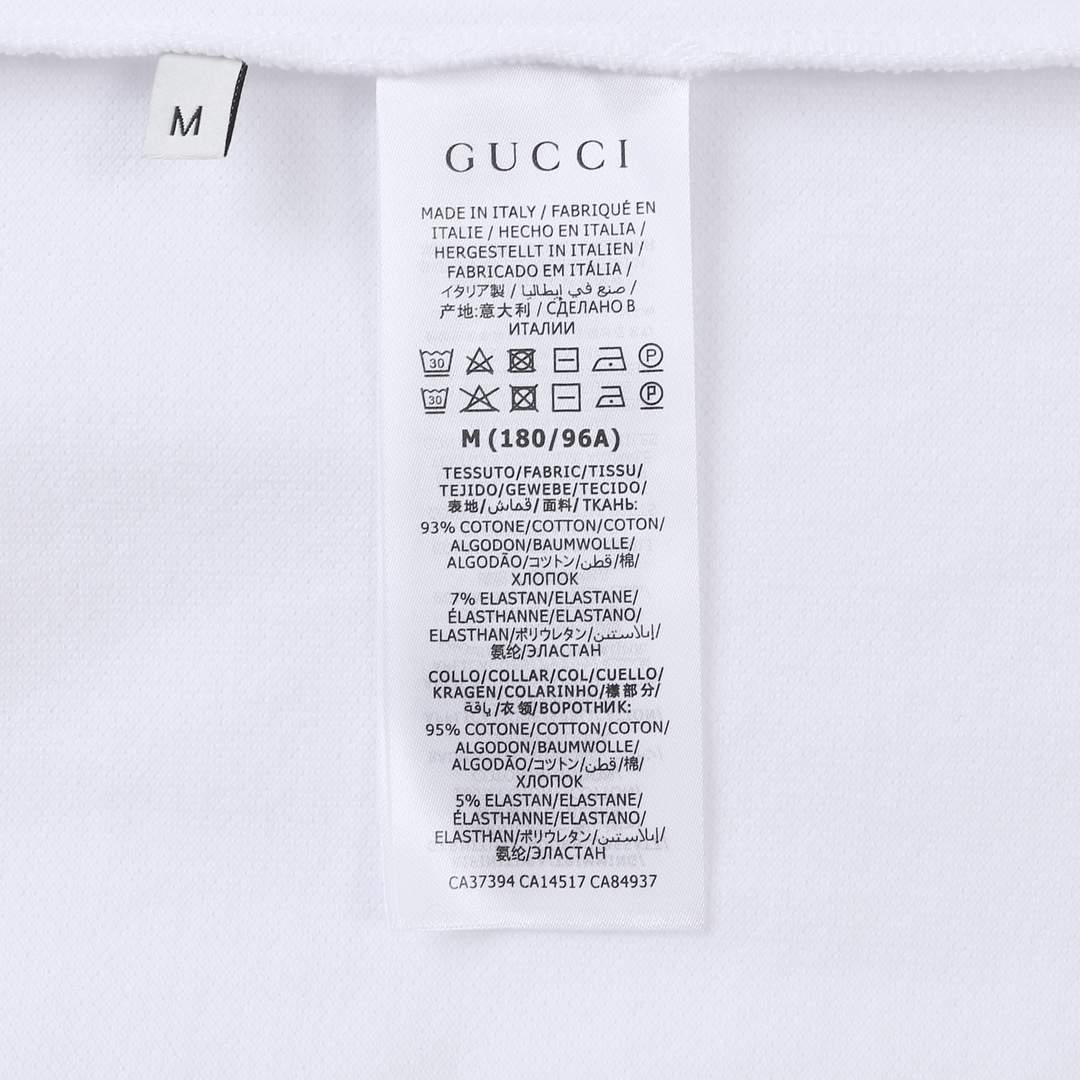 M
GUCCI
MADE IN ITALY / FABRIQUÉ EN
ITALIE / HECHO EN ITALIA /
HERGESTELLT IN ITALIEN /
FABRICADO EM ITÁLIA /
イタリア製 / صنع في إيطاليا /
产地:意大利 / СДЕЛАНО В
ИТАЛИИ
30 P
30 P
M (180/96A)
TESSUTO/FABRIC/TISSU/
TEJIDO/GEWEBE/TECIDO/
表地/قماش/面料/ТКАНЬ:
93% COTONE/COTTON/COTON/
ALGODON/BAUMWOLLE/
ALGODÃO/コツトン/قطن/棉/
ХЛОПОК
7% ELASTAN/ELASTANE/
ÉLASTHANNE/ELASTANO/
ELASTHAN/ポリウレタン/إيلاستين/
氨纶/ЭЛАСТАН
COLLO/COLLAR/COL/CUELLO/
KRAGEN/COLARINHO/襟部分/
ياقة/衣领/ВОРОТНИК:
95% COTONE/COTTON/COTON/
ALGODON/BAUMWOLLE/
ALGODÃO/コツトン/قطن/棉/
ХЛОПОК
5% ELASTAN/ELASTANE/
ÉLASTHANNE/ELASTANO/
ELASTHAN/ポリウレタン/إيلاستين/
氨纶/ЭЛАСТАН
CA37394 CA14517 CA84937